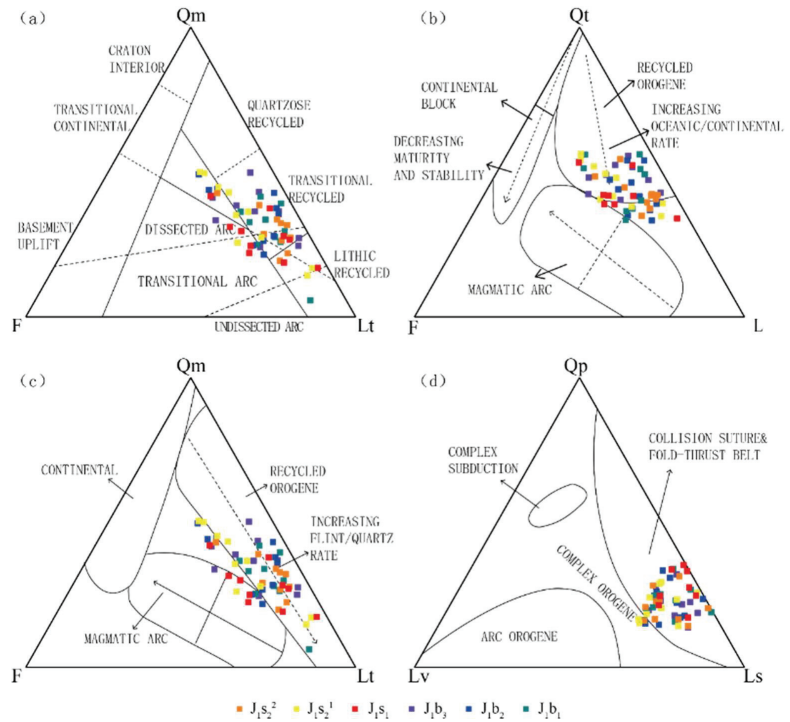 (a)
Qm
CRATON
INTERIOR
TRANSITIONAL
CONTINENTAL
QUARTZOSE
RECYCLED
TRANSITIONAL
RECYCLED
BASEMENT
UPLIFT
DISSECTED ARC
TRANSITIONAL ARC
LITHIC
RECYCLED
UNDISSECTED ARC
F
Lt
(b)
Qt
CONTINENTAL
BLOCK
RECYCLED
OROGENE
DECREASING
MATURITY
AND STABILITY
INCREASING
OCEANIC/CONTINENTAL
RATE
MAGMATIC ARC
F
L
(c)
Qm
CONTINENTAL
RECYCLED
OROGENE
INCREASING
FLINT/QUARTZ
RATE
MAGMATIC ARC
F
Lt
(d)
Qp
COMPLEX
SUBDUCTION
COLLISION SUTURE&
FOLD-THRUST BELT
COMPLEX OROGENE
ARC OROGENE
Lv
Ls
J₁s₂² J₁s₂¹ J₁s₁ J₁b₃ J₁b₂ J₁b₁